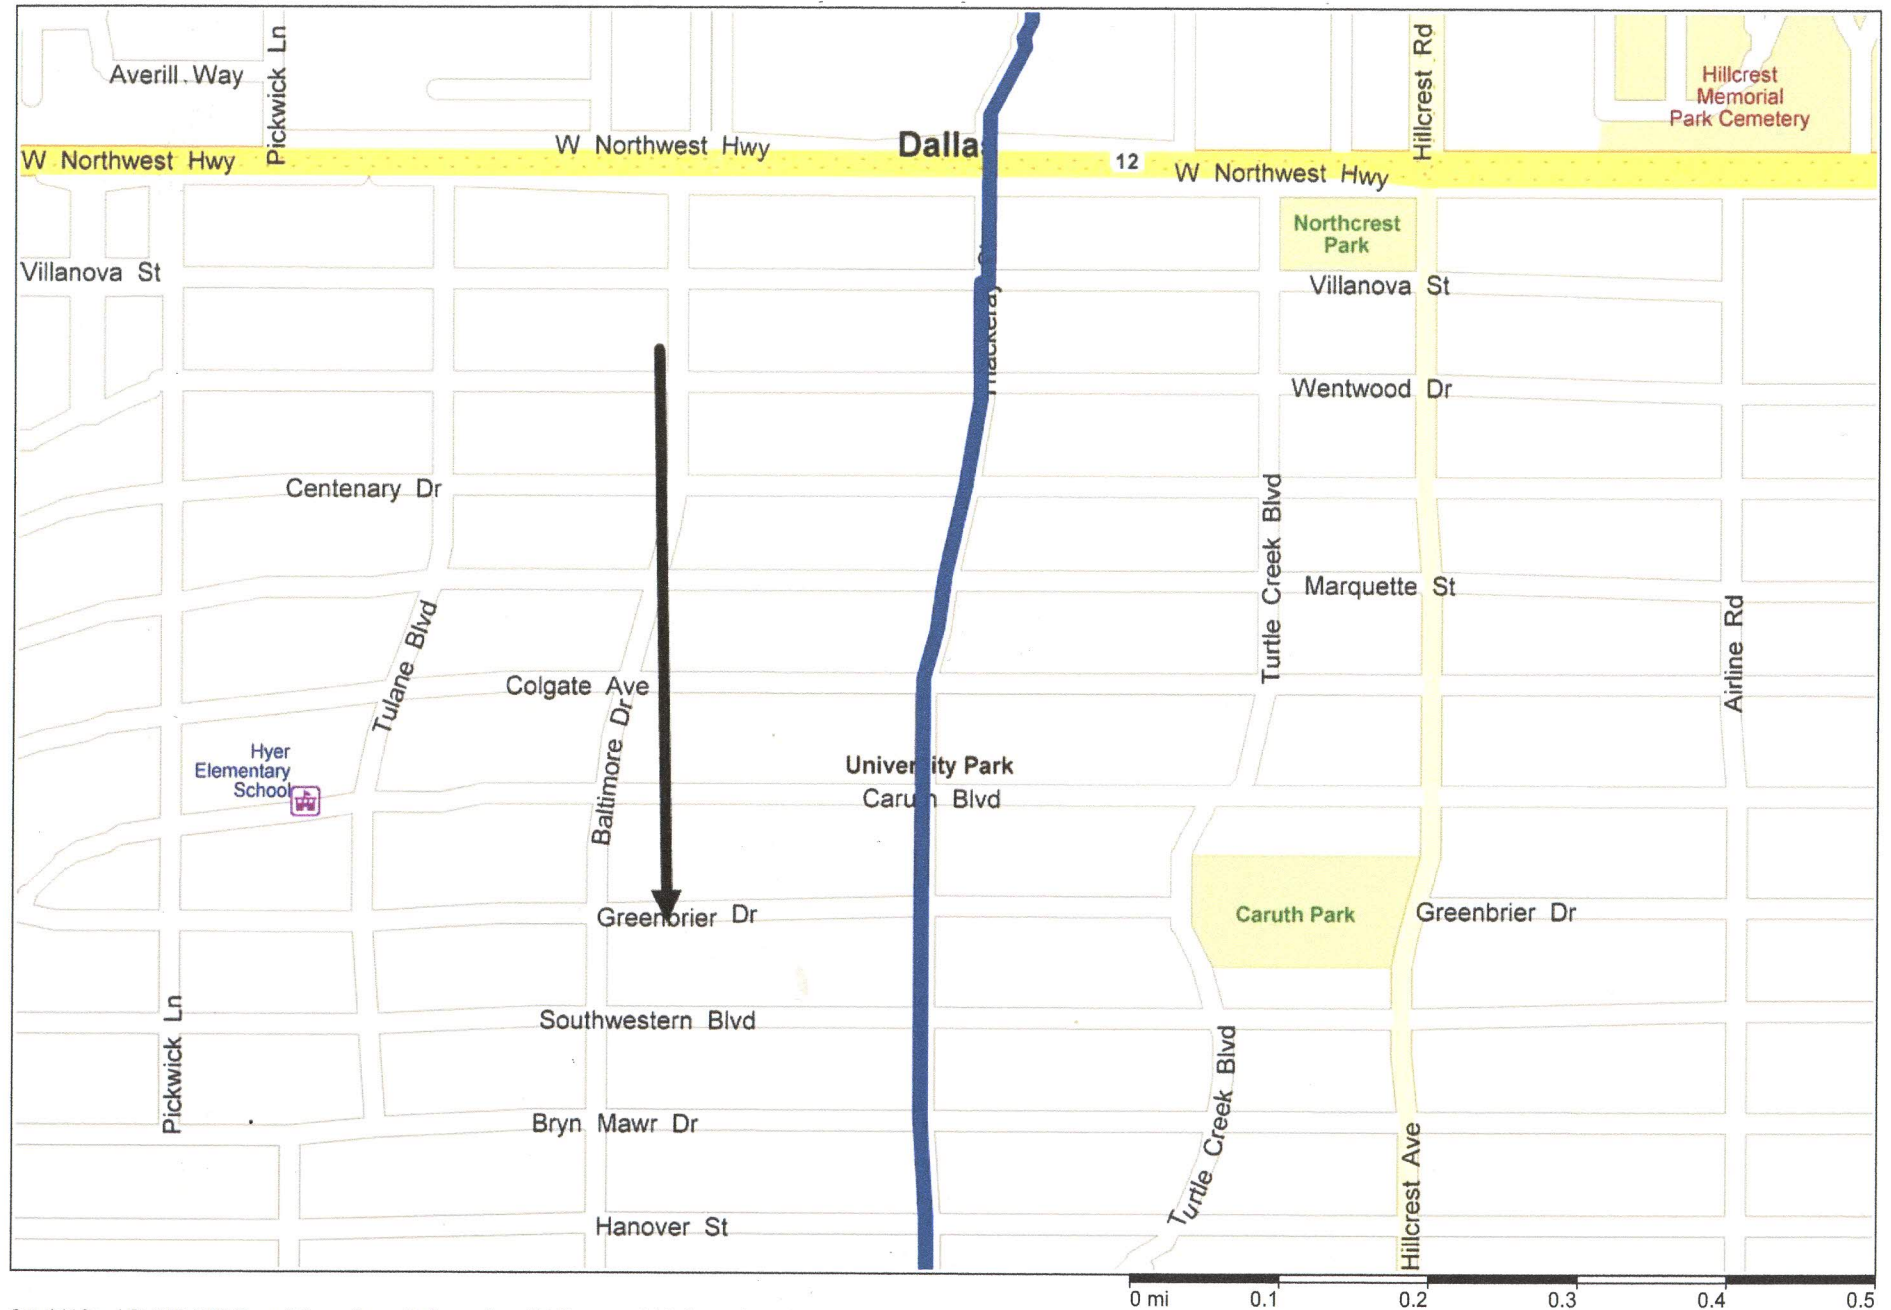 Averill Way
Pickwick Ln
Hillcrest Rd
Hillcrest
Memorial
Park Cemetery
W Northwest Hwy
W Northwest Hwy
12
W Northwest Hwy
Northcrest
Park
Villanova St
Villanova St
Wentwood Dr
Centenary Dr
Turtle Creek Blvd
Marquette St
Tulane Blvd
Airline Rd
Colgate Ave
Baltimore Dr
Hyer
Elementary
School
Park
Blvd
Greenbrier Dr
Caruth Park
Greenbrier Dr
Pickwick Ln
Southwestern Blvd
Turtle Creek Blvd
Bryn Mawr Dr
Hillcrest Ave
Hanover St
0 mi 0.1 0.2 0.3 0.4 0.5